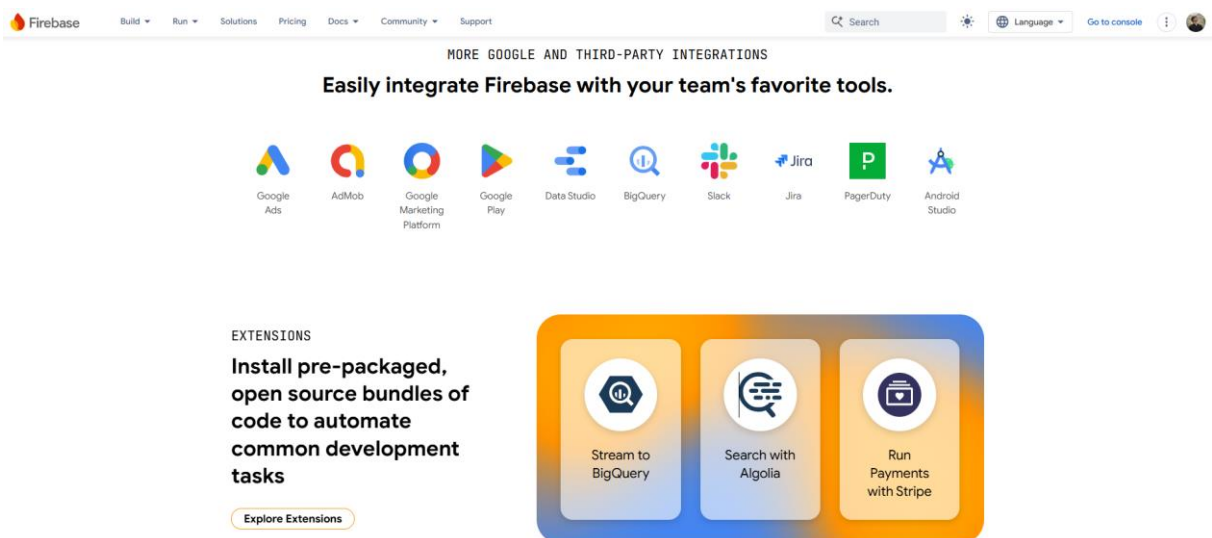 Firebase Build Run Solutions Pricing Docs Community Support Search Language Go to console
MORE GOOGLE AND THIRD-PARTY INTEGRATIONS
Easily integrate Firebase with your team's favorite tools.
Jira
Google
Ads
AdMob
Google
Marketing
Platform
Google
Play
Data Studio
BigQuery
Slack
Jira
PagerDuty
Android
Studio
EXTENSIONS
Install pre-packaged,
open source bundles of
code to automate
common development
tasks
Explore Extensions
Stream to
BigQuery
Search with
Algolia
Run
Payments
with Stripe